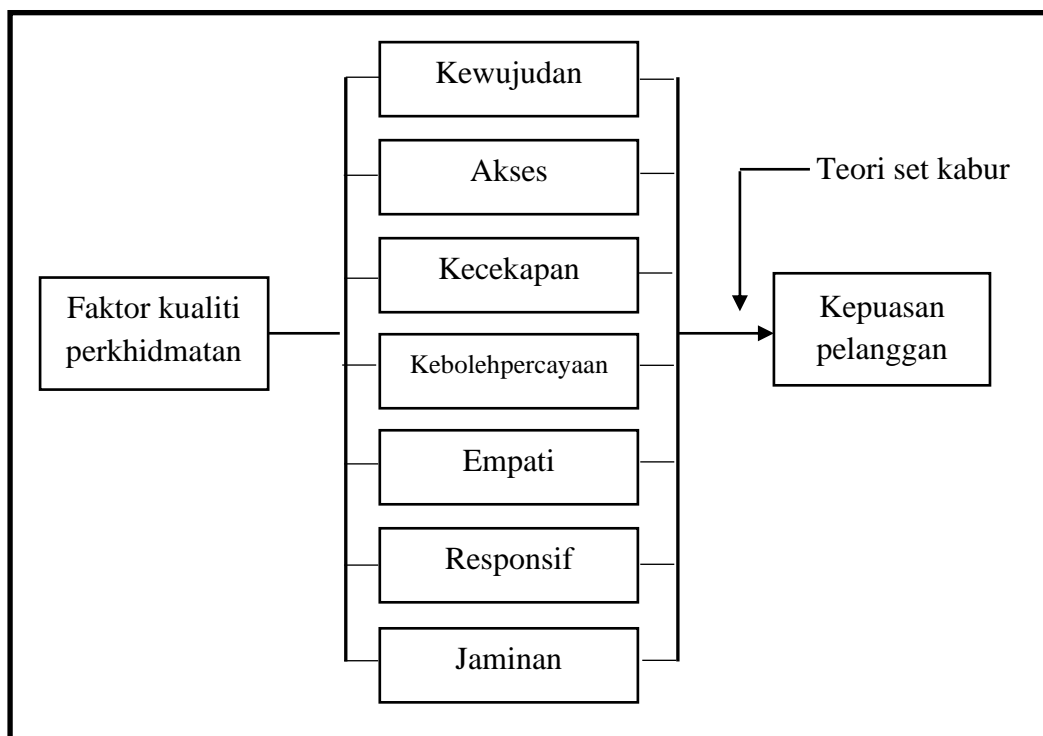 Faktor kualiti
perkhidmatan
Kewujudan
Akses
Kecekapan
Kebolehpercayaan
Empati
Responsif
Jaminan
Teori set kabur
Kepuasan
pelanggan